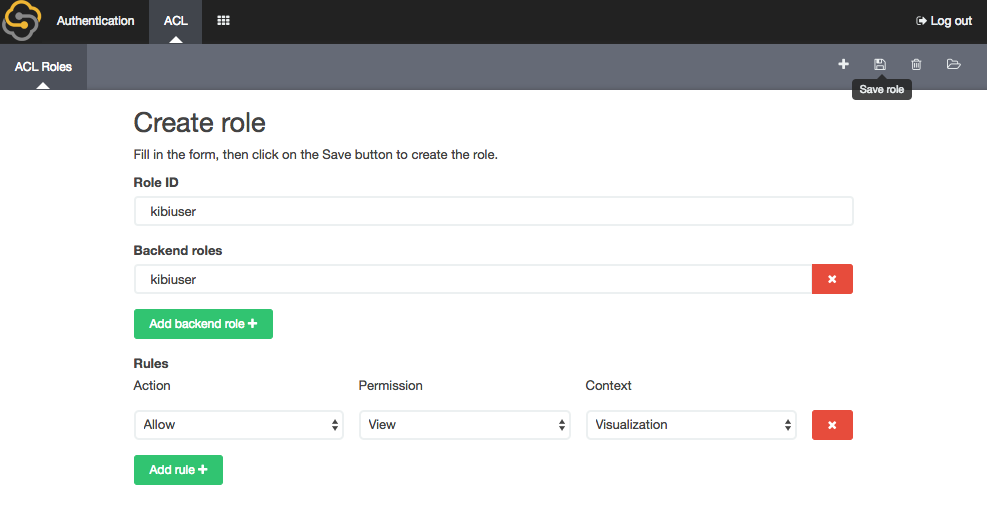 Authentication ACL Log out
ACL Roles
Save role
Create role
Fill in the form, then click on the Save button to create the role.
Role ID
kibiuser
Backend roles
kibiuser
Add backend role
Rules
Action Permission Context
Allow View Visualization
Add rule